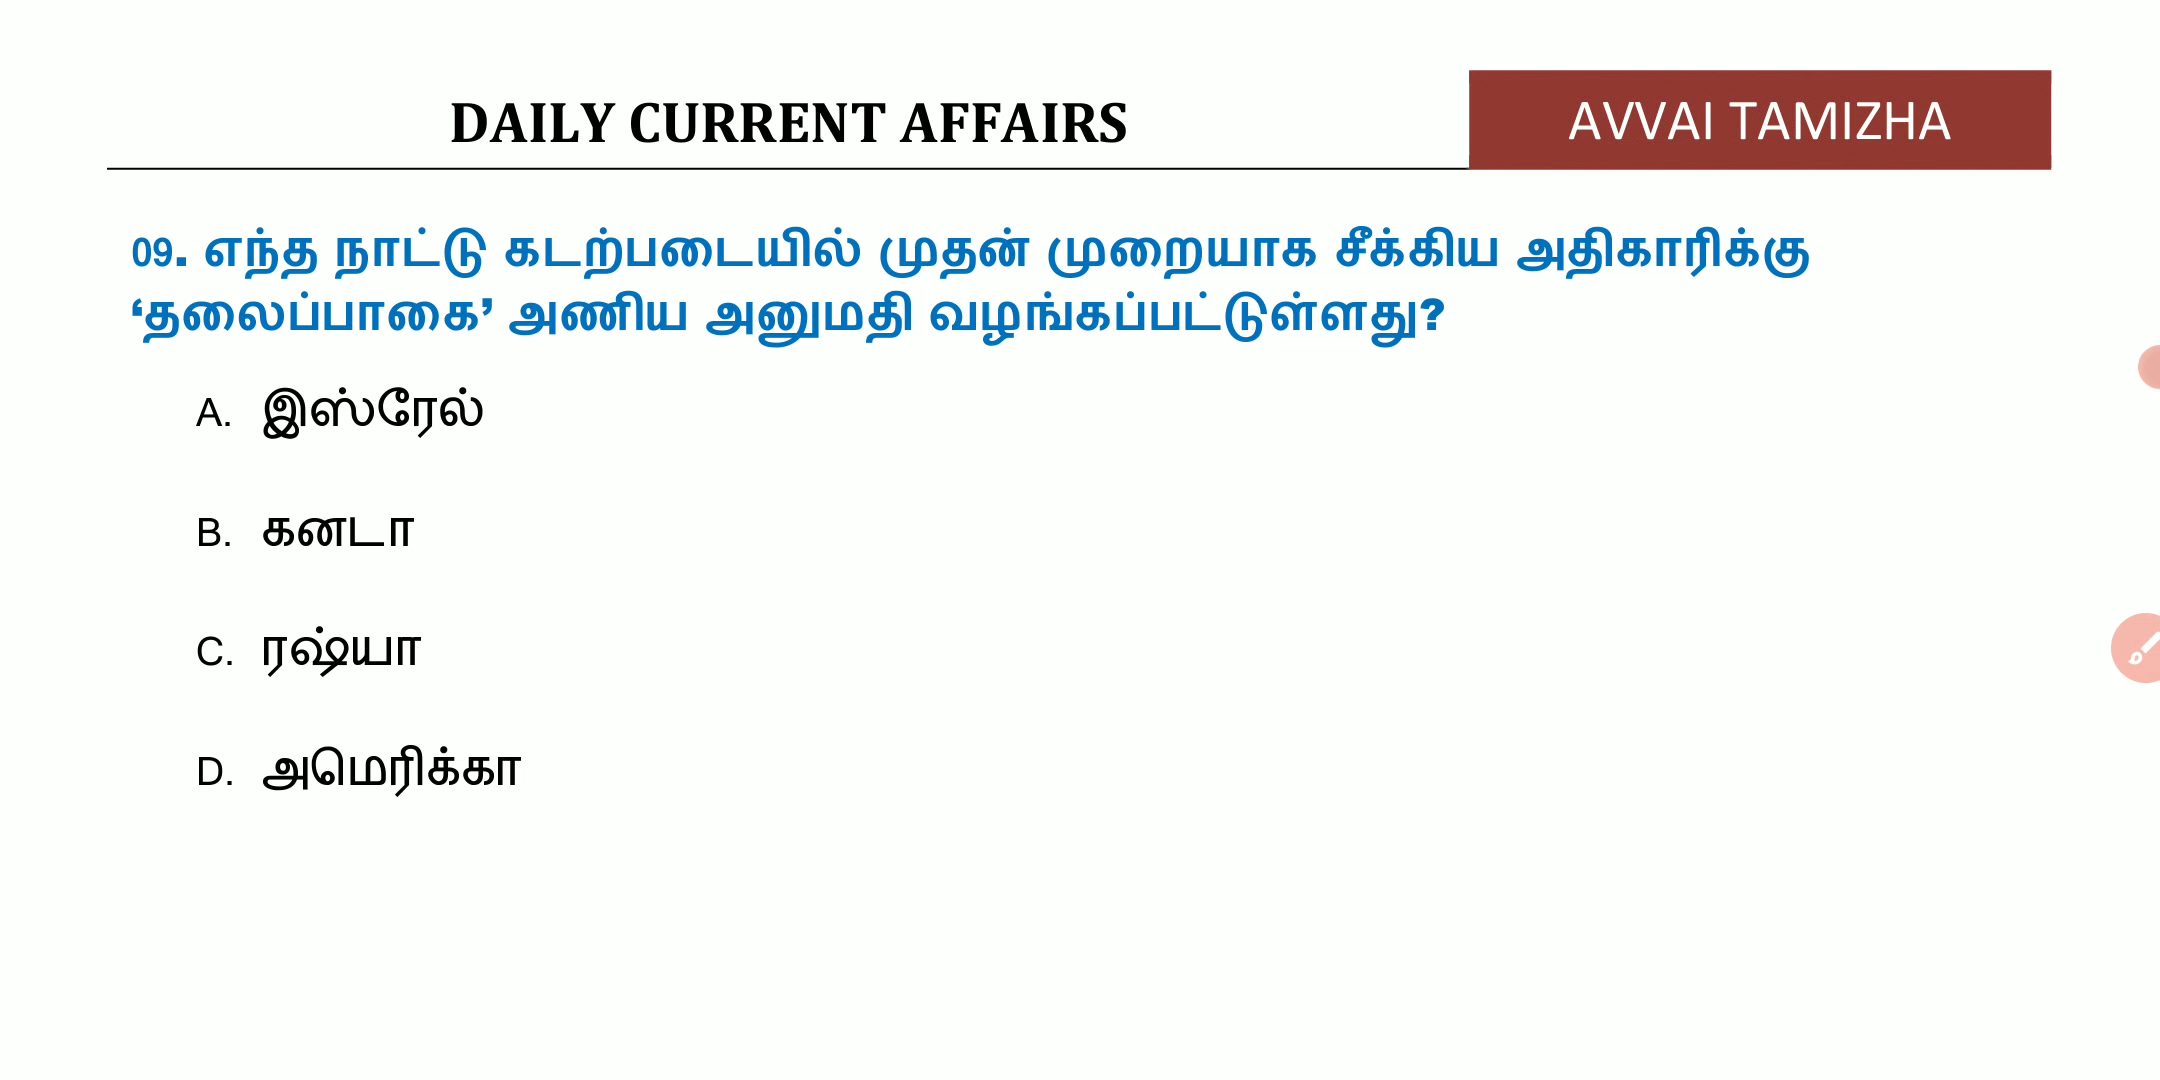 DAILY CURRENT AFFAIRS
AVVAI TAMIZHA
09. எந்த நாட்டு கடற்படையில் முதன் முறையாக சீக்கிய அதிகாரிக்கு
‘தலைப்பாகை’ அணிய அனுமதி வழங்கப்பட்டுள்ளது?
A. இஸ்ரேல்
B. கனடா
C. ரஷ்யா
D. அமெரிக்கா